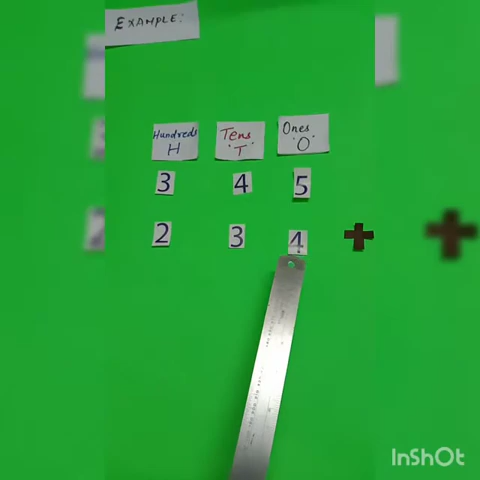 EXAMPLE:
Hundreds Tens Ones
H T O
3 4 5
2 3 4 +
InShOt